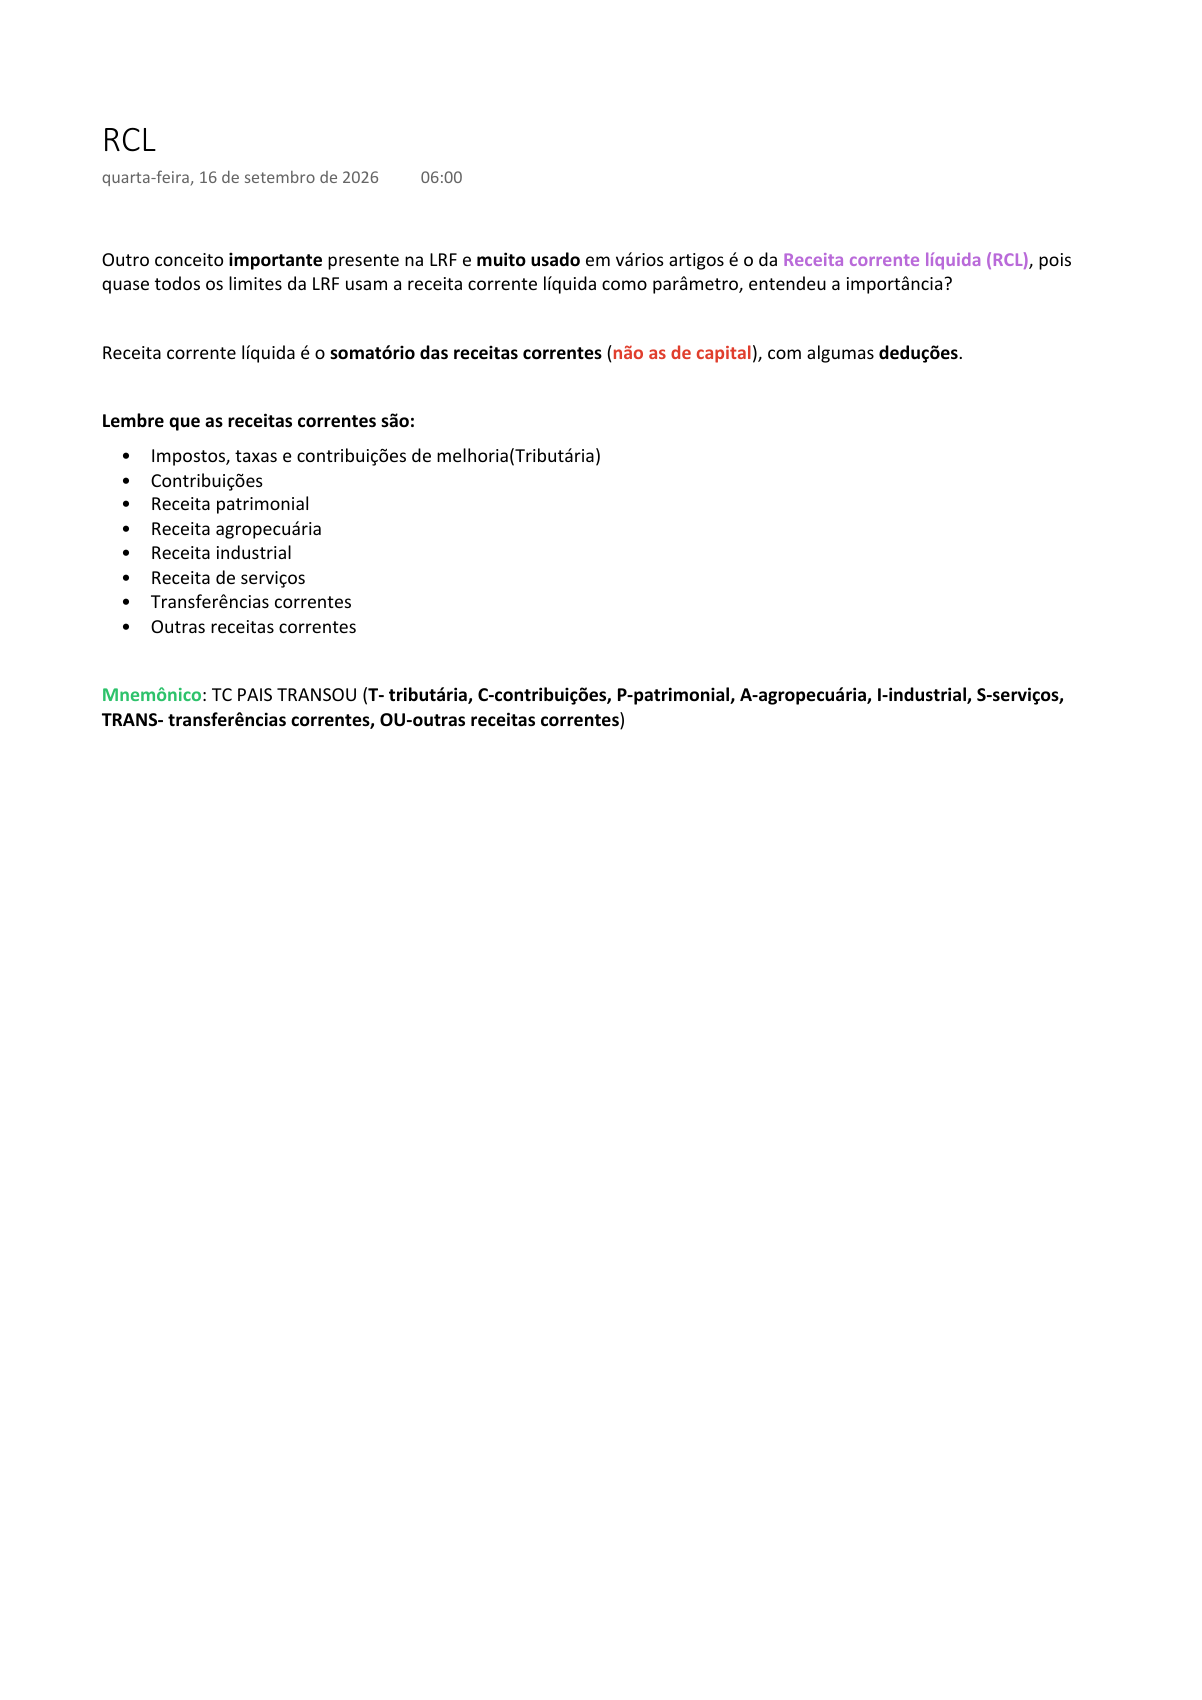 RCL
quarta-feira, 16 de setembro de 2026 06:00
Outro conceito importante presente na LRF e muito usado em vários artigos é o da Receita corrente líquida (RCL), pois
quase todos os limites da LRF usam a receita corrente líquida como parâmetro, entendeu a importância?
Receita corrente líquida é o somatório das receitas correntes (não as de capital), com algumas deduções.
Lembre que as receitas correntes são:
• Impostos, taxas e contribuições de melhoria(Tributária)
• Contribuições
• Receita patrimonial
• Receita agropecuária
• Receita industrial
• Receita de serviços
• Transferências correntes
• Outras receitas correntes
Mnemônico: TC PAIS TRANSOU (T- tributária, C-contribuições, P-patrimonial, A-agropecuária, I-industrial, S-serviços,
TRANS- transferências correntes, OU-outras receitas correntes)